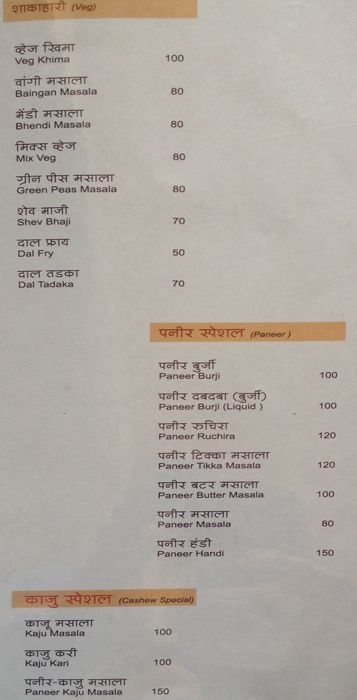 शाकाहारी (Veg)
व्हेज खिमा
Veg Khima 100
वांगी मसाला
Baingan Masala 80
भेंडी मसाला
Bhendi Masala 80
मिक्स व्हेज
Mix Veg 80
ग्रीन पीस मसाला
Green Peas Masala 80
शेव भाजी
Shev Bhaji 70
दाल फ्राय
Dal Fry 50
दाल तडका
Dal Tadaka 70
पनीर स्पेशल (Paneer )
पनीर बुर्जी
Paneer Burji 100
पनीर दबदबा (बुर्जी)
Paneer Burji (Liquid ) 100
पनीर रुचिरा
Paneer Ruchira 120
पनीर टिक्का मसाला
Paneer Tikka Masala 120
पनीर बटर मसाला
Paneer Butter Masala 100
पनीर मसाला
Paneer Masala 80
पनीर हंडी
Paneer Handi 150
काजु स्पेशल (Cashew Special)
काजू मसाला
Kaju Masala 100
काजु करी
Kaju Kari 100
पनीर-काजु मसाला
Paneer Kaju Masala 150